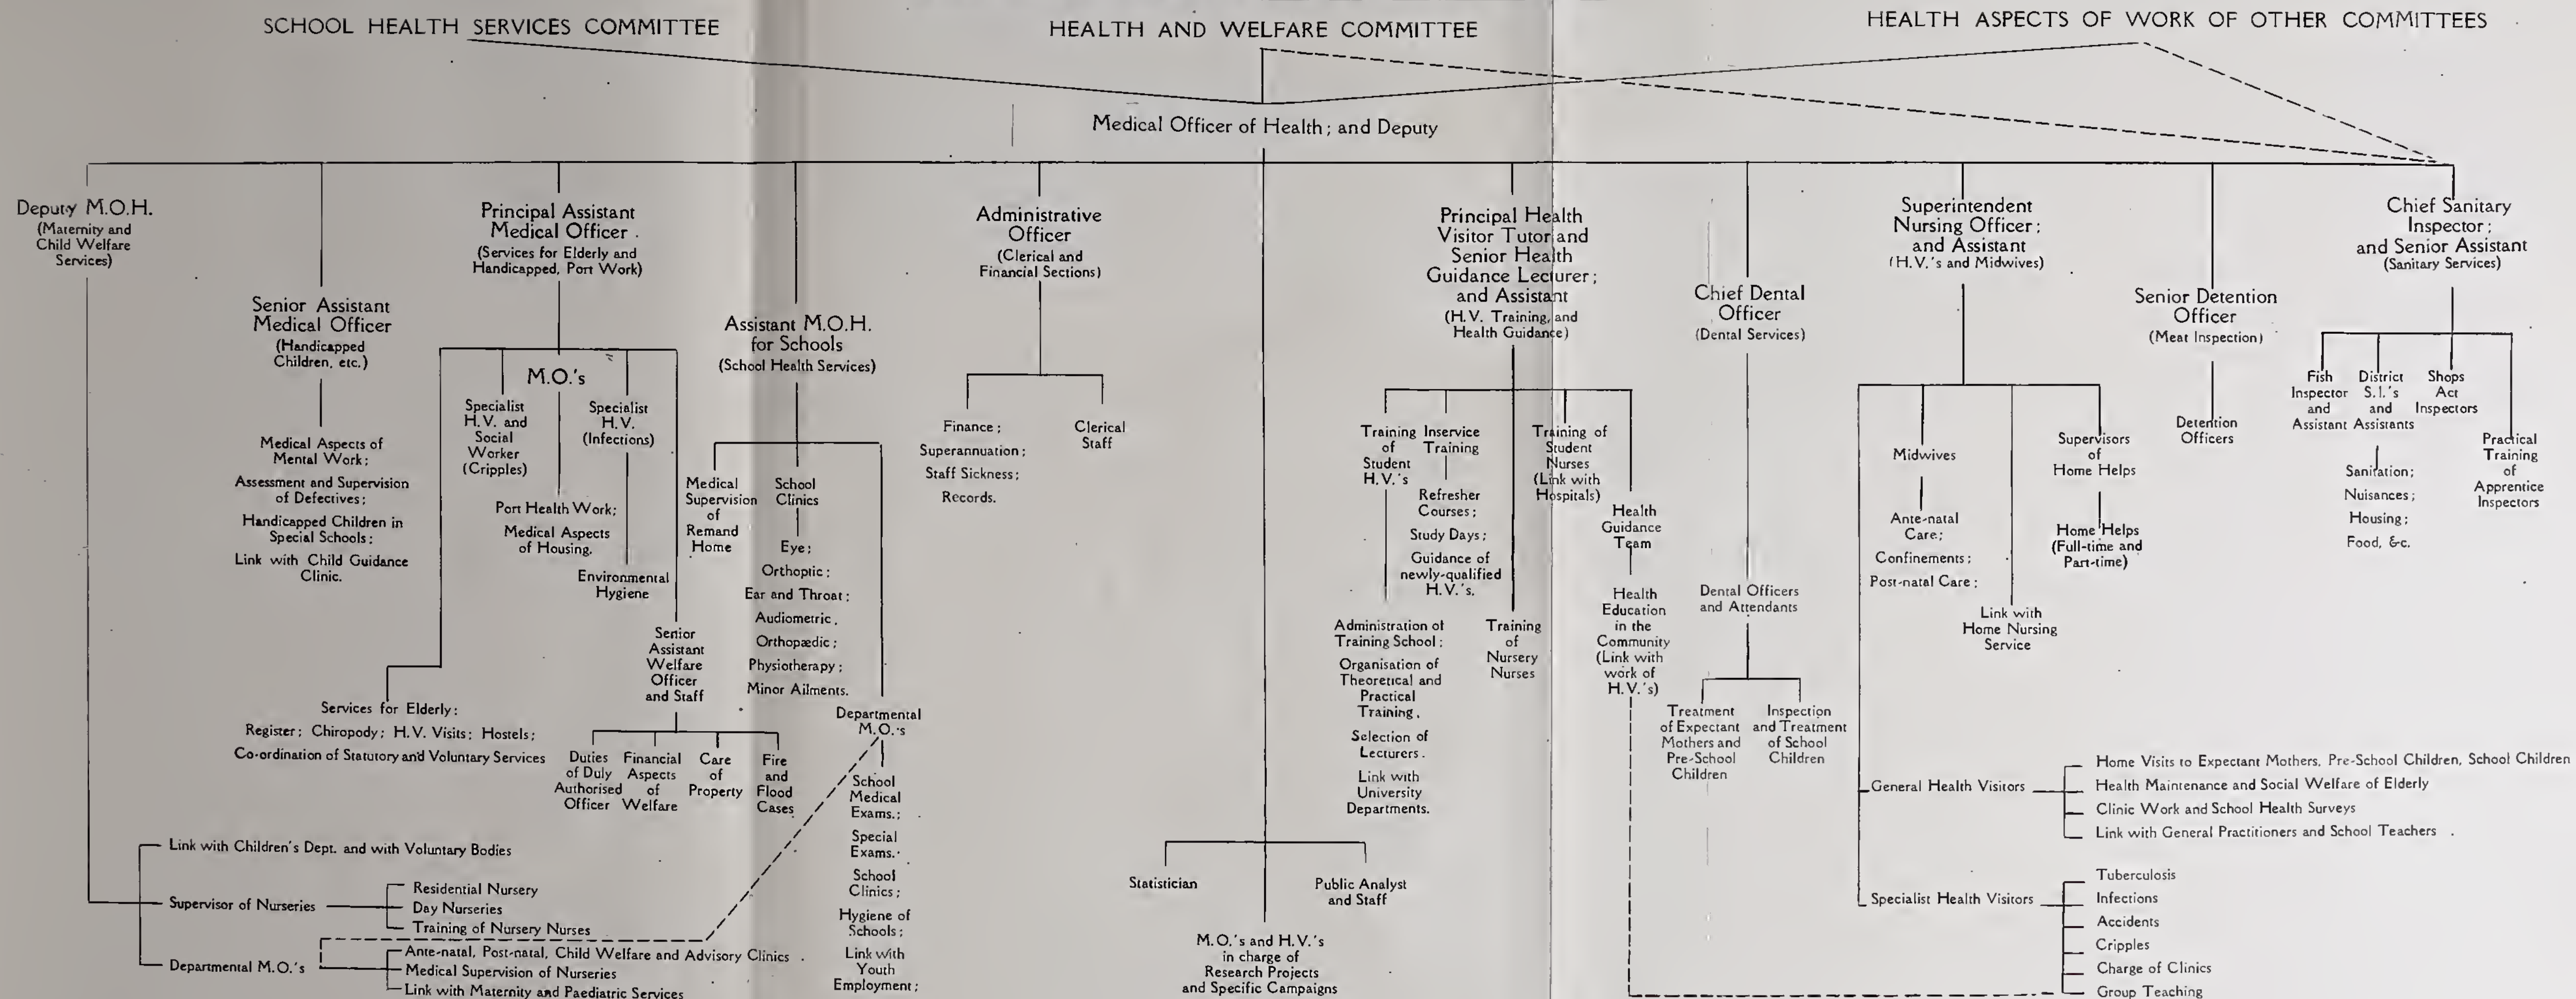 SCHOOL HEALTH SERVICES COMMITTEE
HEALTH AND WELFARE COMMITTEE
HEALTH ASPECTS OF WORK OF OTHER COMMITTEES
Medical Officer of Health; and Deputy
Deputy M.O.H.
(Maternity and
Child Welfare
Services)
Link with Children's Dept. and with Voluntary Bodies
Supervisor of Nurseries
Residential Nursery
Day Nurseries
Training of Nursery Nurses
Departmental M.O.'s
Ante-natal, Post-natal, Child Welfare and Advisory Clinics
Medical Supervision of Nurseries
Link with Maternity and Paediatric Services
Senior Assistant
Medical Officer
(Handicapped
Children, etc.)
Medical Aspects of
Mental Work;
Assessment and Supervision
of Defectives;
Handicapped Children in
Special Schools;
Link with Child Guidance
Clinic.
Principal Assistant
Medical Officer
(Services for Elderly and
Handicapped, Port Work)
Services for Elderly:
Register; Chiropody; H.V. Visits; Hostels;
Co-ordination of Statutory and Voluntary Services
Specialist
H.V. and
Social
Worker
(Cripples)
M.O.'s
Port Health Work;
Medical Aspects
of Housing.
Specialist
H.V.
(Infections)
Environmental
Hygiene
Senior
Assistant
Welfare
Officer
and Staff
Duties
of Duly
Authorised
Officer
Financial
Aspects
of
Welfare
Care
of
Property
Fire
and
Flood
Cases
Assistant M.O.H.
for Schools
(School Health Services)
Medical
Supervision
of
Remand
Home
School
Clinics
Eye;
Orthoptic;
Ear and Throat;
Audiometric,
Orthopædic;
Physiotherapy;
Minor Ailments.
Departmental
M.O.'s
School
Medical
Exams.;
Special
Exams.
School
Clinics;
Hygiene of
Schools;
Link with
Youth
Employment;
Administrative
Officer
(Clerical and
Financial Sections)
Finance;
Superannuation;
Staff Sickness;
Records.
Clerical
Staff
Statistician
Public Analyst
and Staff
M.O.'s and H.V.'s
in charge of
Research Projects
and Specific Campaigns
Principal Health
Visitor Tutor and
Senior Health
Guidance Lecturer;
and Assistant
(H.V. Training, and
Health Guidance)
Training
of
Student
H.V.'s
Administration of
Training School;
Organisation of
Theoretical and
Practical
Training.
Selection of
Lecturers.
Link with
University
Departments.
Inservice
Training
Refresher
Courses;
Study Days;
Guidance of
newly-qualified
H.V.'s.
Training
of
Nursery
Nurses
Training of
Student
Nurses
(Link with
Hospitals)
Health
Guidance
Team
Health
Education
in the
Community
(Link with
work of
H.V.'s)
Chief Dental
Officer
(Dental Services)
Dental Officers
and Attendants
Treatment
of Expectant
Mothers and
Pre-School
Children
Inspection
and Treatment
of School
Children
Superintendent
Nursing Officer;
and Assistant
(H.V.'s and Midwives)
Midwives
Ante-natal
Care;
Confinements;
Post-natal Care;
Link with
Home Nursing
Service
Supervisors
of
Home Helps
Home Helps
(Full-time and
Part-time)
General Health Visitors
Home Visits to Expectant Mothers, Pre-School Children, School Children
Health Maintenance and Social Welfare of Elderly
Clinic Work and School Health Surveys
Link with General Practitioners and School Teachers
Specialist Health Visitors
Tuberculosis
Infections
Accidents
Cripples
Charge of Clinics
Group Teaching
Senior Detention
Officer
(Meat Inspection)
Detention
Officers
Chief Sanitary
Inspector;
and Senior Assistant
(Sanitary Services)
Fish
Inspector
and
Assistant
District
S.I.'s
and
Assistants
Sanitation;
Nuisances;
Housing;
Food, &c.
Shops
Act
Inspectors
Practical
Training
of
Apprentice
Inspectors